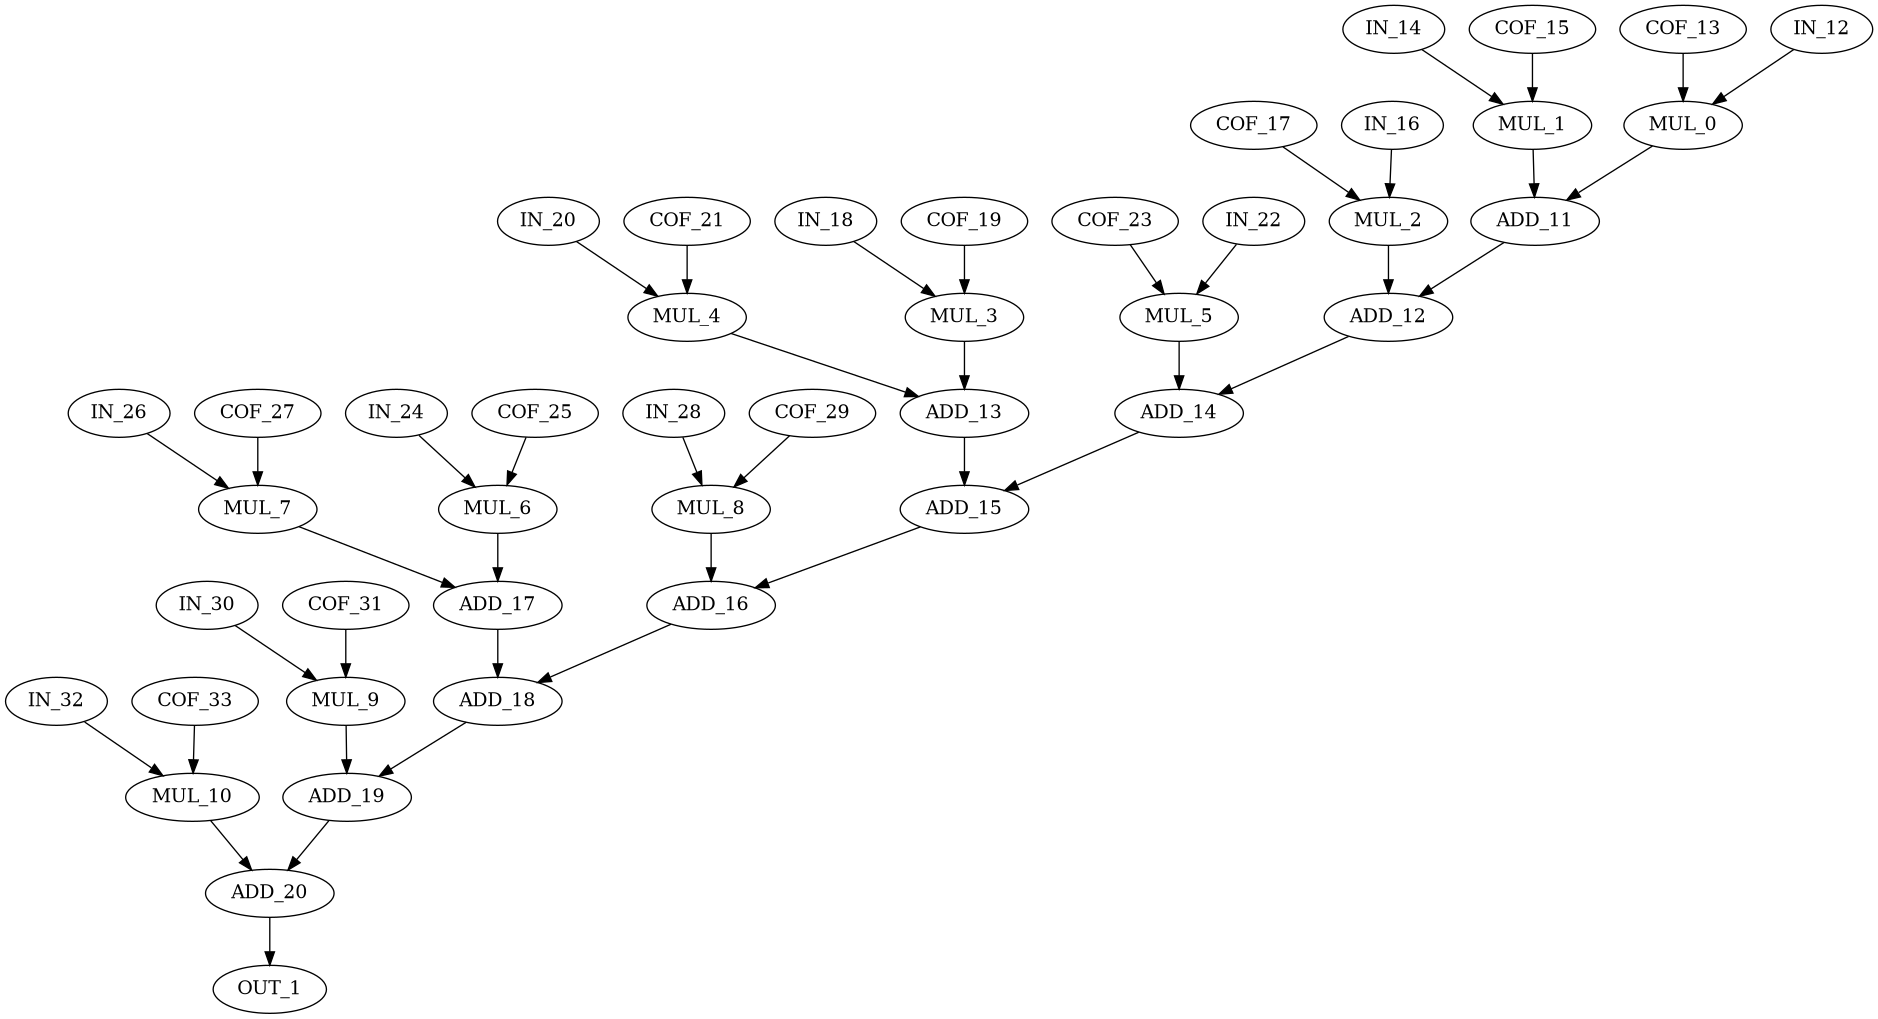 IN_14 COF_15 COF_13 IN_12
COF_17 IN_16 MUL_1 MUL_0
IN_20 COF_21 IN_18 COF_19 COF_23 IN_22 MUL_2 ADD_11
MUL_4 MUL_3 MUL_5 ADD_12
IN_26 COF_27 IN_24 COF_25 IN_28 COF_29 ADD_13 ADD_14
MUL_7 MUL_6 MUL_8 ADD_15
IN_30 COF_31 ADD_17 ADD_16
IN_32 COF_33 MUL_9 ADD_18
MUL_10 ADD_19
ADD_20
OUT_1